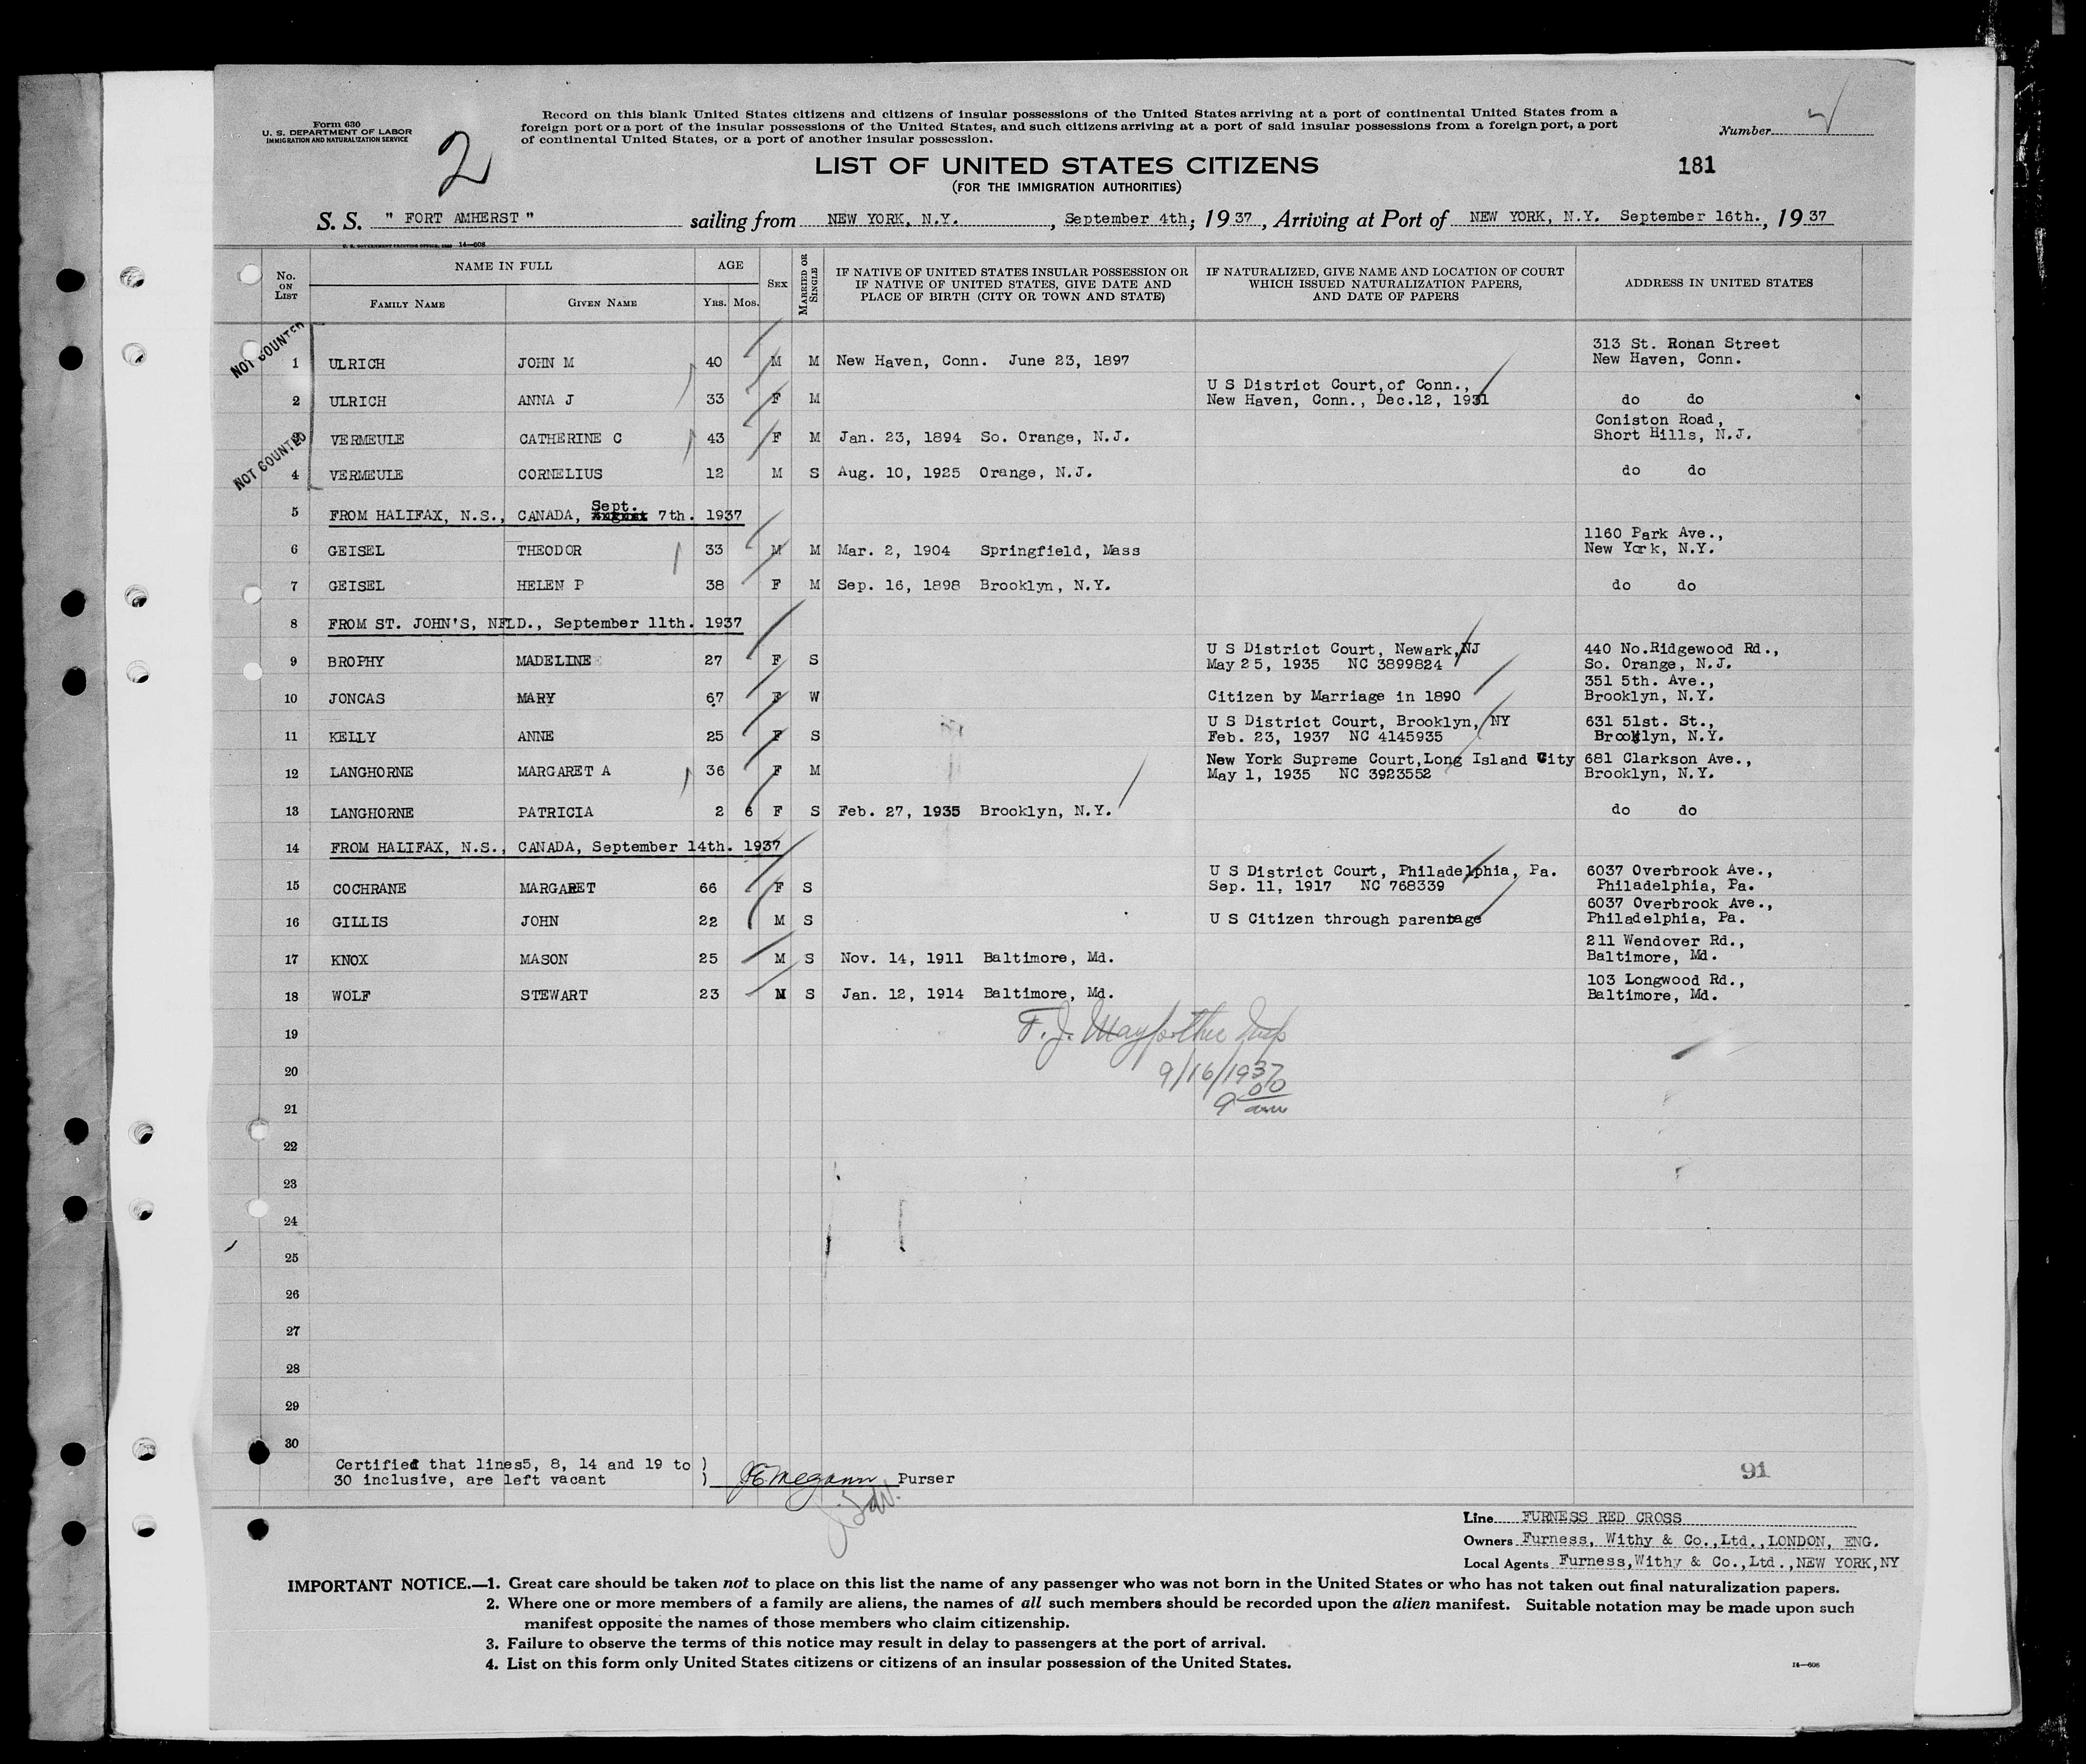 Form 630
U. S. DEPARTMENT OF LABOR
IMMIGRATION AND NATURALIZATION SERVICE
2
Record on this blank United States citizens and citizens of insular possessions of the United States arriving at a port of continental United States from a
foreign port or a port of the insular possessions of the United States, and such citizens arriving at a port of said insular possessions from a foreign port, a port
of continental United States, or a port of another insular possession.
Number
LIST OF UNITED STATES CITIZENS
(FOR THE IMMIGRATION AUTHORITIES)
181
S. S. " FORT AMHERST " sailing from NEW YORK, N.Y. , September 4th; 19 37 , Arriving at Port of NEW YORK, N.Y. September 16th. , 19 37
U. S. GOVERNMENT PRINTING OFFICE 14—608
No. ON LIST
NAME IN FULL
FAMILY NAME GIVEN NAME
AGE
YRS. MOS.
SEX
MARRIED OR SINGLE
IF NATIVE OF UNITED STATES INSULAR POSSESSION OR
IF NATIVE OF UNITED STATES, GIVE DATE AND
PLACE OF BIRTH (CITY OR TOWN AND STATE)
IF NATURALIZED, GIVE NAME AND LOCATION OF COURT
WHICH ISSUED NATURALIZATION PAPERS,
AND DATE OF PAPERS
ADDRESS IN UNITED STATES
NOT COUNTED
313 St. Ronan Street
1 ULRICH JOHN M 40 M M New Haven, Conn. June 23, 1897 New Haven, Conn.
U S District Court,of Conn.,
2 ULRICH ANNA J 33 F M New Haven, Conn., Dec.12, 1931 do do
Coniston Road,
3 VERMEULE CATHERINE C 43 F M Jan. 23, 1894 So. Orange, N.J. Short Hills, N.J.
NOT COUNTED
4 VERMEULE CORNELIUS 12 M S Aug. 10, 1925 Orange, N.J. do do
Sept.
5 FROM HALIFAX, N.S., CANADA, August 7th. 1937
1160 Park Ave.,
6 GEISEL THEODOR 33 M M Mar. 2, 1904 Springfield, Mass New York, N.Y.
7 GEISEL HELEN P 38 F M Sep. 16, 1898 Brooklyn, N.Y. do do
8 FROM ST. JOHN'S, NFLD., September 11th. 1937
U S District Court, Newark,NJ 440 No.Ridgewood Rd.,
9 BROPHY MADELINE 27 F S May 25, 1935 NC 3899824 So. Orange, N.J.
351 5th. Ave.,
10 JONCAS MARY 67 F W Citizen by Marriage in 1890 Brooklyn, N.Y.
U S District Court, Brooklyn, NY 631 51st. St.,
11 KELLY ANNE 25 F S Feb. 23, 1937 NC 4145935 Brooklyn, N.Y.
New York Supreme Court,Long Island City 681 Clarkson Ave.,
12 LANGHORNE MARGARET A 36 F M May 1, 1935 NC 3923552 Brooklyn, N.Y.
13 LANGHORNE PATRICIA 2 6 F S Feb. 27, 1935 Brooklyn, N.Y. do do
14 FROM HALIFAX, N.S., CANADA, September 14th. 1937
U S District Court, Philadelphia, Pa. 6037 Overbrook Ave.,
15 COCHRANE MARGARET 66 F S Sep. 11, 1917 NC 768339 Philadelphia, Pa.
6037 Overbrook Ave.,
16 GILLIS JOHN 22 M S U S Citizen through parentage Philadelphia, Pa.
211 Wendover Rd.,
17 KNOX MASON 25 M S Nov. 14, 1911 Baltimore, Md. Baltimore, Md.
103 Longwood Rd.,
18 WOLF STEWART 23 M S Jan. 12, 1914 Baltimore, Md. Baltimore, Md.
19
20 9/16/1937
21 9 00 am
22
23
24
25
26
27
28
29
30
Certified that lines5, 8, 14 and 19 to )
30 inclusive, are left vacant ) Purser
91
Line FURNESS RED CROSS
Owners Furness, Withy & Co.,Ltd.,LONDON, ENG.
Local Agents Furness,Withy & Co.,Ltd.,NEW YORK,NY
IMPORTANT NOTICE.—1. Great care should be taken not to place on this list the name of any passenger who was not born in the United States or who has not taken out final naturalization papers.
2. Where one or more members of a family are aliens, the names of all such members should be recorded upon the alien manifest. Suitable notation may be made upon such
manifest opposite the names of those members who claim citizenship.
3. Failure to observe the terms of this notice may result in delay to passengers at the port of arrival.
4. List on this form only United States citizens or citizens of an insular possession of the United States.
14—608